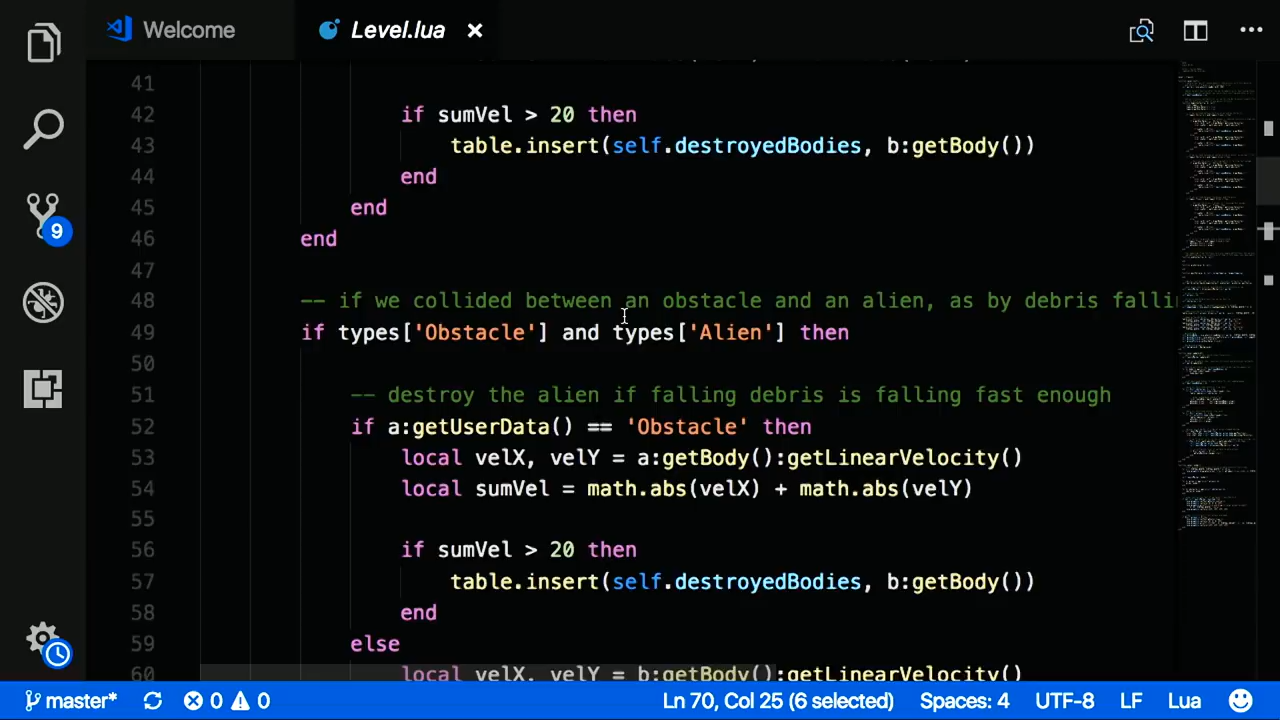 Welcome
Level.lua
41
42 if sumVel > 20 then
43 table.insert(self.destroyedBodies, b:getBody())
44 end
45 end
46 end
47
48 -- if we collided between an obstacle and an alien, as by debris falli
49 if types['Obstacle'] and types['Alien'] then
50
51 -- destroy the alien if falling debris is falling fast enough
52 if a:getUserData() == 'Obstacle' then
53 local velX, velY = a:getBody():getLinearVelocity()
54 local sumVel = math.abs(velX) + math.abs(velY)
55
56 if sumVel > 20 then
57 table.insert(self.destroyedBodies, b:getBody())
58 end
59 else
60 local velX, velY = b:getBody():getLinearVelocity()
9
master* 0 0 Ln 70, Col 25 (6 selected) Spaces: 4 UTF-8 LF Lua